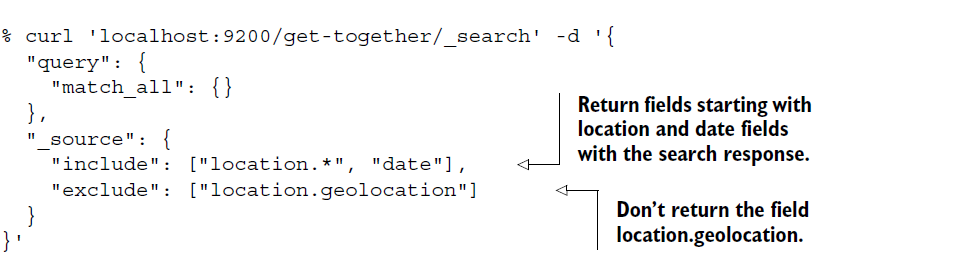 % curl 'localhost:9200/get-together/_search' -d '{
  "query": {
    "match_all": {}
  },
  "_source": {
    "include": ["location.*", "date"],
    "exclude": ["location.geolocation"]
  }
}'
Return fields starting with
location and date fields
with the search response.
Don’t return the field
location.geolocation.